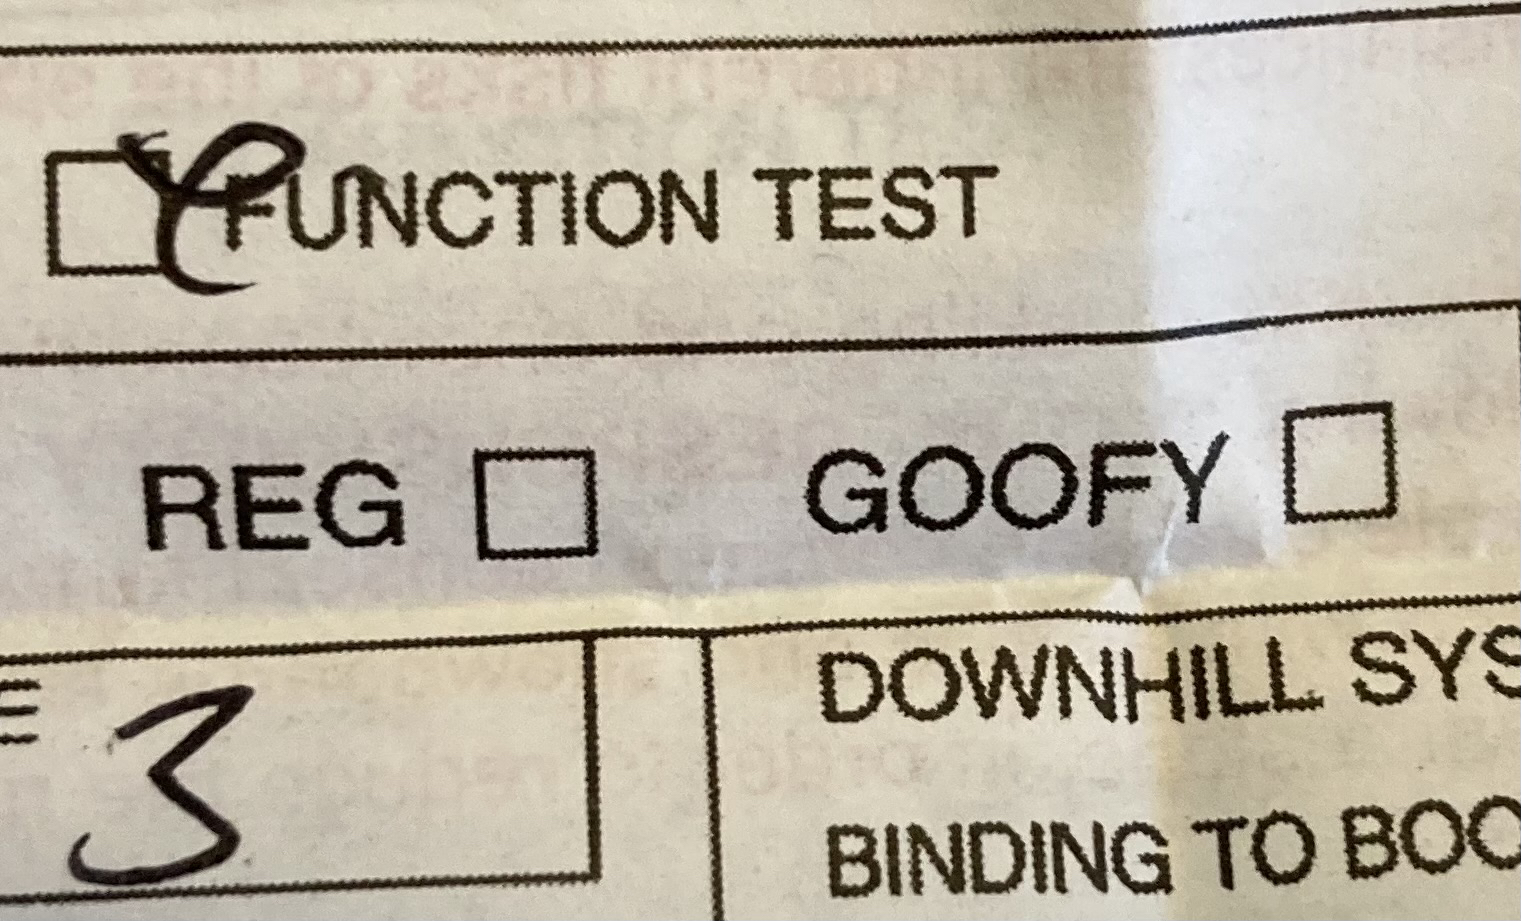 FUNCTION TEST
REG GOOFY
3
DOWNHILL SYS
BINDING TO BOO